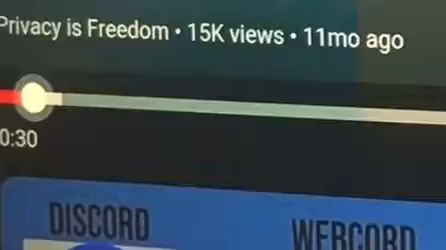 Privacy is Freedom • 15K views • 11mo ago
0:30
DISCORD
WEBCORD